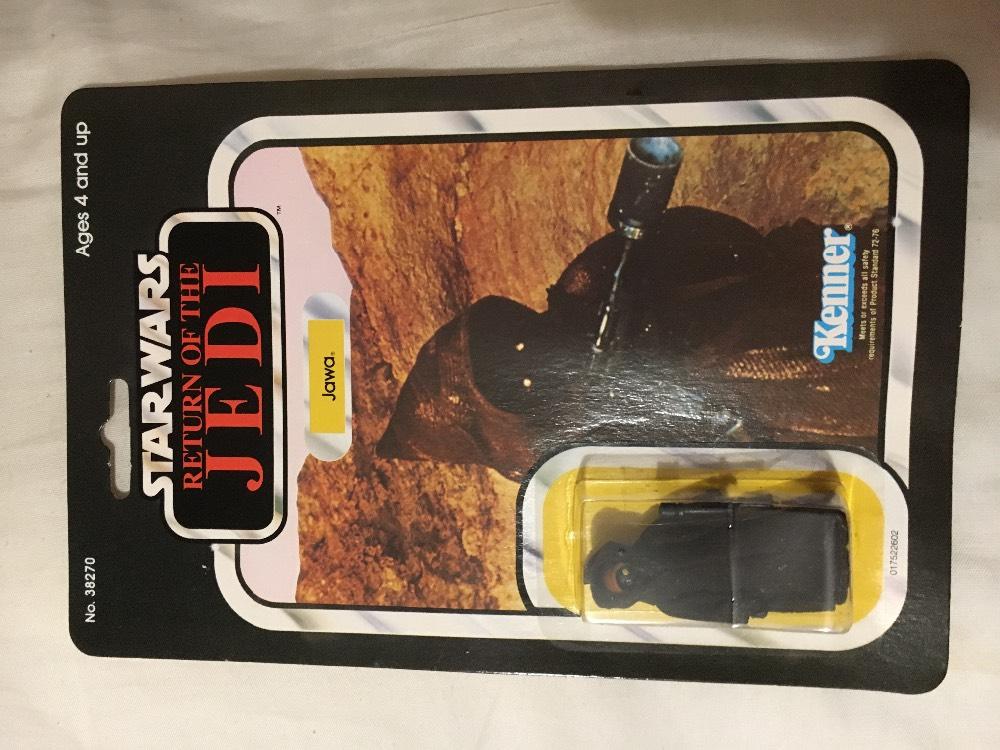 No. 38270
Ages 4 and up
STAR WARS
RETURN OF THE
JEDI
TM
Jawa®
Kenner®
Meets or exceeds all safety
requirements of Product Standard 72-76
017522602